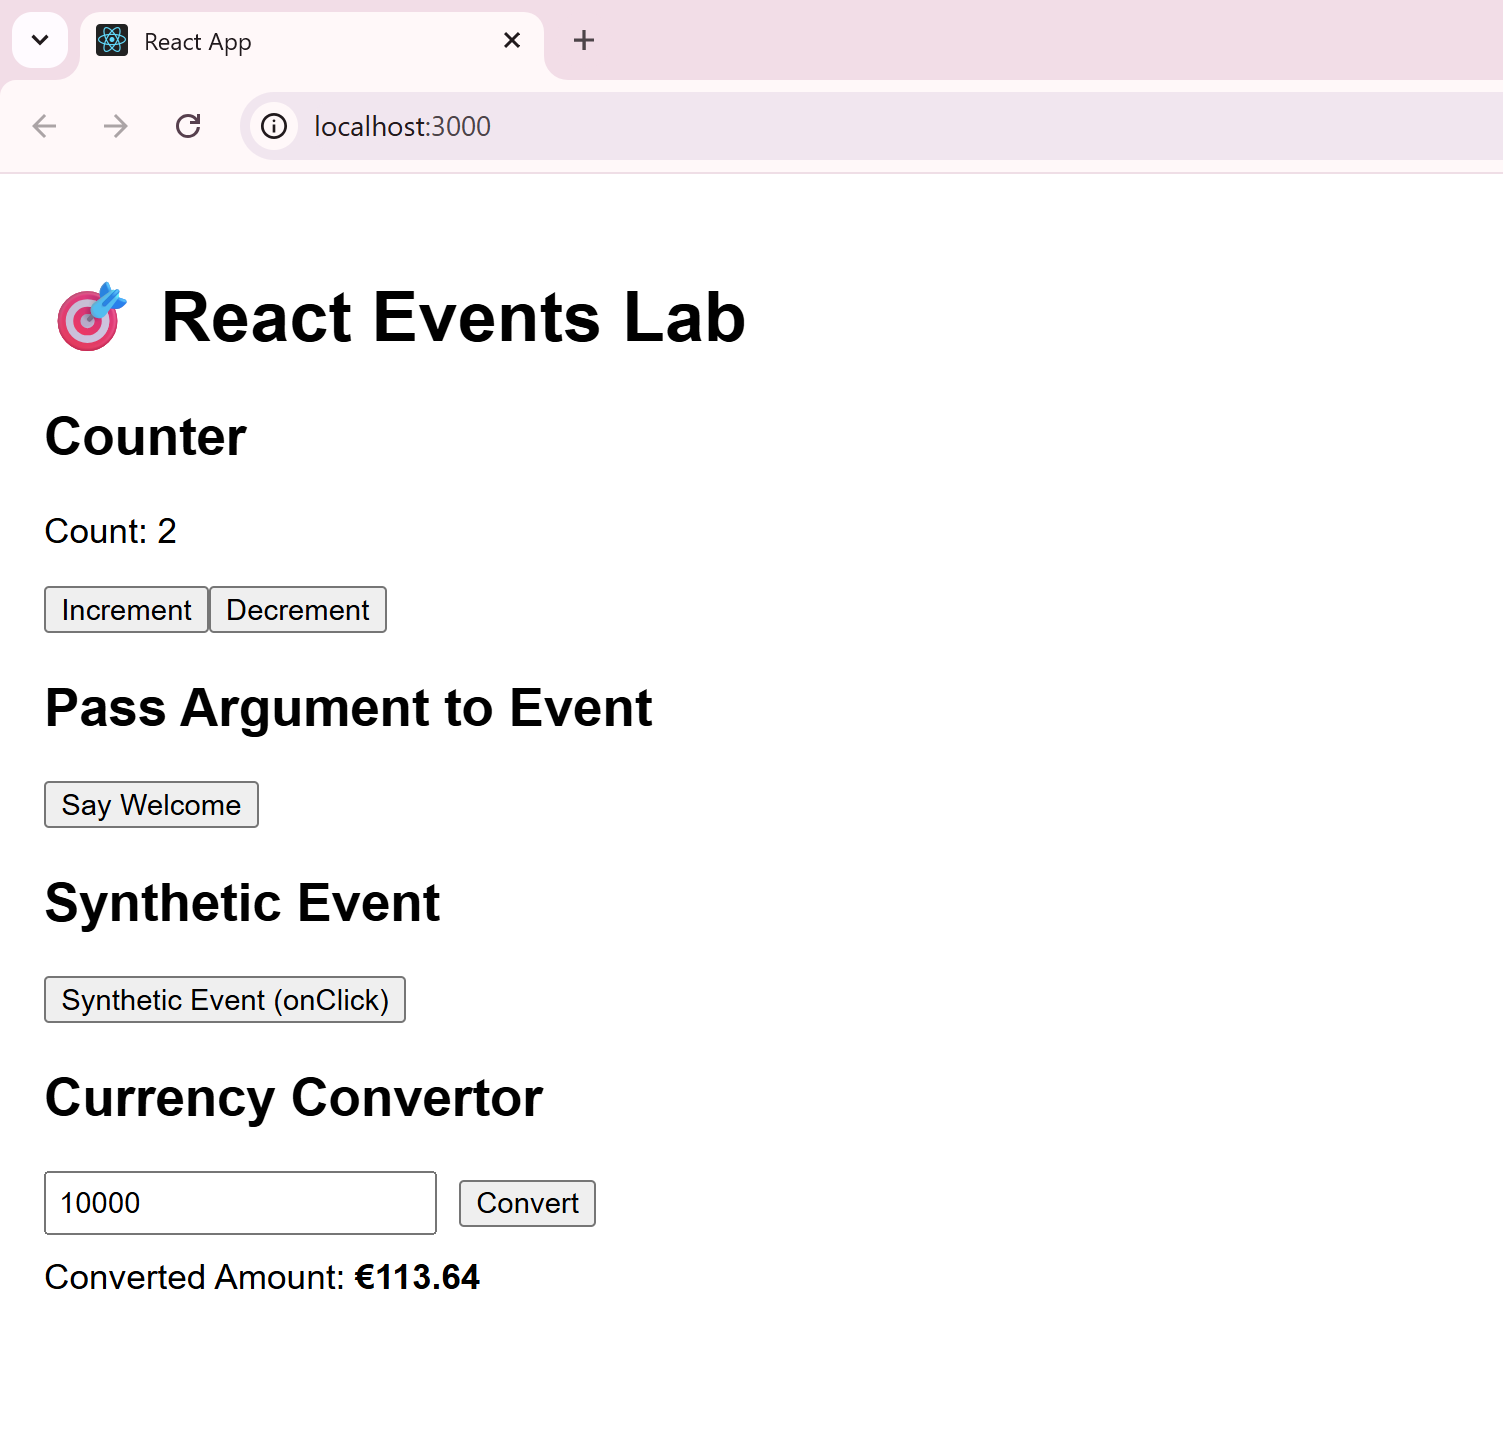 React App
localhost:3000
🎯 React Events Lab
Counter
Count: 2
Increment Decrement
Pass Argument to Event
Say Welcome
Synthetic Event
Synthetic Event (onClick)
Currency Convertor
10000 Convert
Converted Amount: €113.64